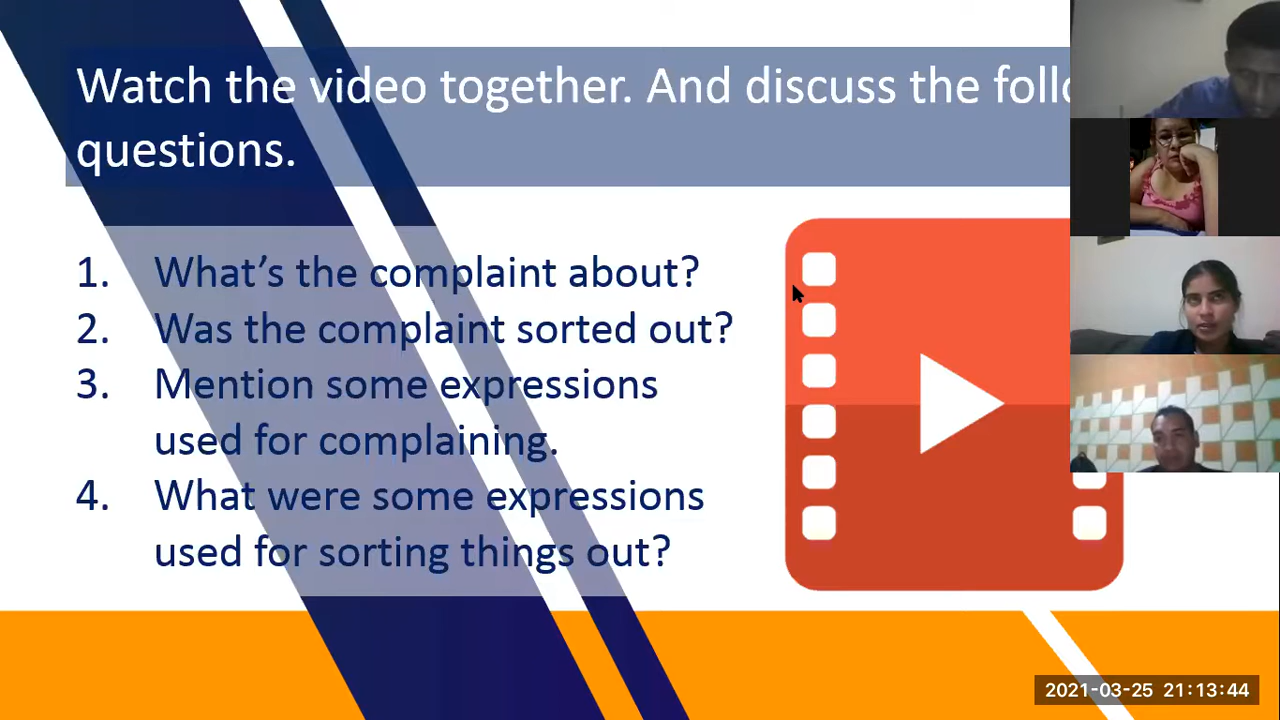 Watch the video together. And discuss the
questions.
1. What's the complaint about?
2. Was the complaint sorted out?
3. Mention some expressions
used for complaining.
4. What were some expressions
used for sorting things out?
2021-03-25 21:13:44